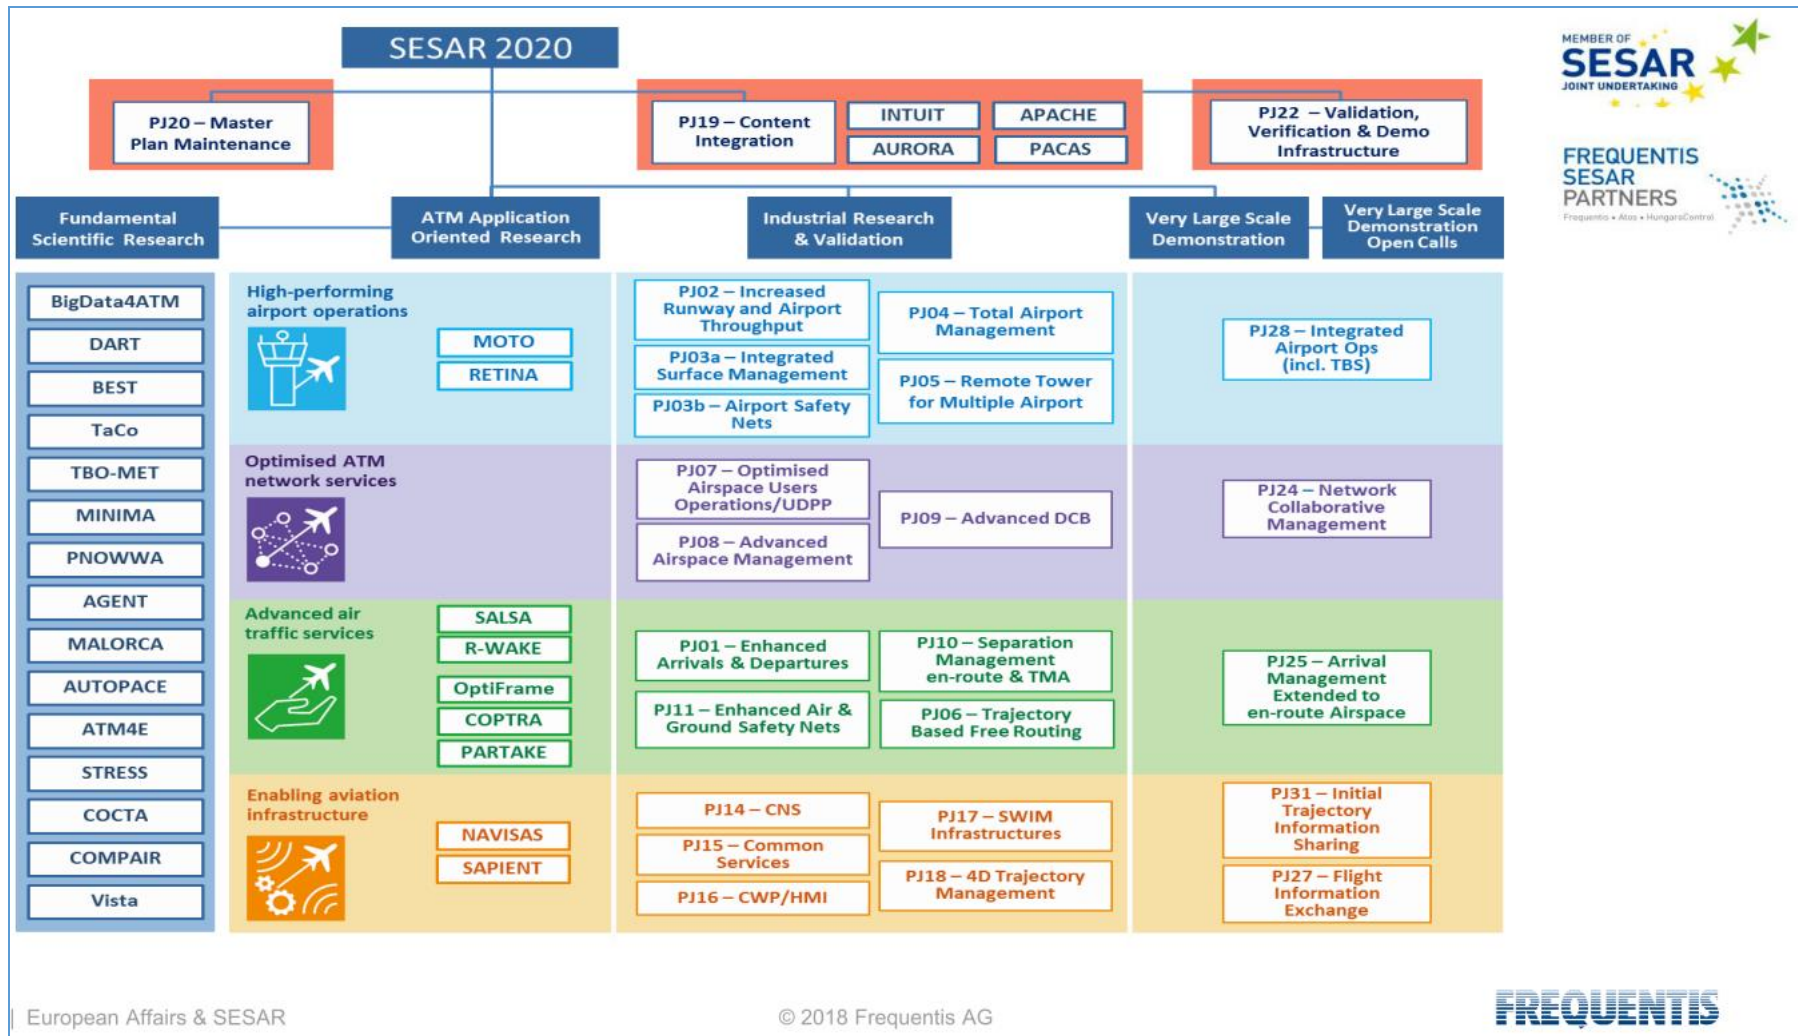 SESAR 2020
PJ20 – Master
Plan Maintenance
PJ19 – Content
Integration
INTUIT
APACHE
AURORA
PACAS
PJ22 – Validation,
Verification & Demo
Infrastructure
MEMBER OF
SESAR
JOINT UNDERTAKING
FREQUENTIS
SESAR
PARTNERS
Frequentis • Atos • HungaroControl
Fundamental
Scientific Research
ATM Application
Oriented Research
Industrial Research
& Validation
Very Large Scale
Demonstration
Very Large Scale
Demonstration
Open Calls
BigData4ATM
DART
BEST
TaCo
TBO-MET
MINIMA
PNOWWA
AGENT
MALORCA
AUTOPACE
ATM4E
STRESS
COCTA
COMPAIR
Vista
High-performing
airport operations
MOTO
RETINA
PJ02 – Increased
Runway and Airport
Throughput
PJ03a – Integrated
Surface Management
PJ03b – Airport Safety
Nets
PJ04 – Total Airport
Management
PJ05 – Remote Tower
for Multiple Airport
PJ28 – Integrated
Airport Ops
(incl. TBS)
Optimised ATM
network services
PJ07 – Optimised
Airspace Users
Operations/UDPP
PJ08 – Advanced
Airspace Management
PJ09 – Advanced DCB
PJ24 – Network
Collaborative
Management
Advanced air
traffic services
SALSA
R-WAKE
OptiFrame
COPTRA
PARTAKE
PJ01 – Enhanced
Arrivals & Departures
PJ11 – Enhanced Air &
Ground Safety Nets
PJ10 – Separation
Management
en-route & TMA
PJ06 – Trajectory
Based Free Routing
PJ25 – Arrival
Management
Extended to
en-route Airspace
Enabling aviation
infrastructure
NAVISAS
SAPIENT
PJ14 – CNS
PJ15 – Common
Services
PJ16 – CWP/HMI
PJ17 – SWIM
Infrastructures
PJ18 – 4D Trajectory
Management
PJ31 – Initial
Trajectory
Information
Sharing
PJ27 – Flight
Information
Exchange
| European Affairs & SESAR
© 2018 Frequentis AG
FREQUENTIS